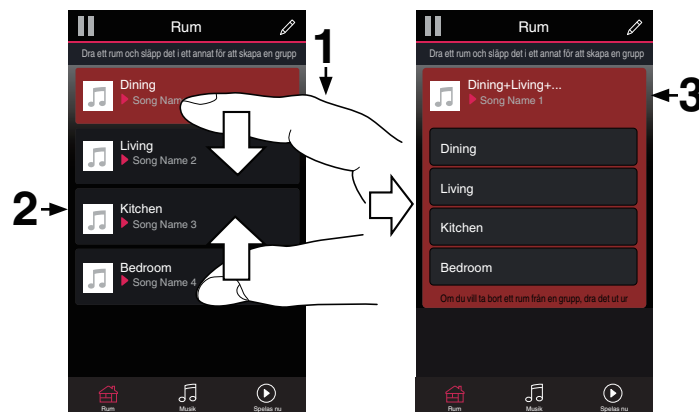 Rum
Dra ett rum och släpp det i ett annat för att skapa en grupp
1
Dining
Song Nam
Living
Song Name 2
2
Kitchen
Song Name 3
Bedroom
Song Name 4
Rum
Musik
Spelas nu
Rum
Dra ett rum och släpp det i ett annat för att skapa en grupp
Dining+Living+...
Song Name 1
3
Dining
Living
Kitchen
Bedroom
Om du vill ta bort ett rum från en grupp, dra det ut ur
Rum
Musik
Spelas nu